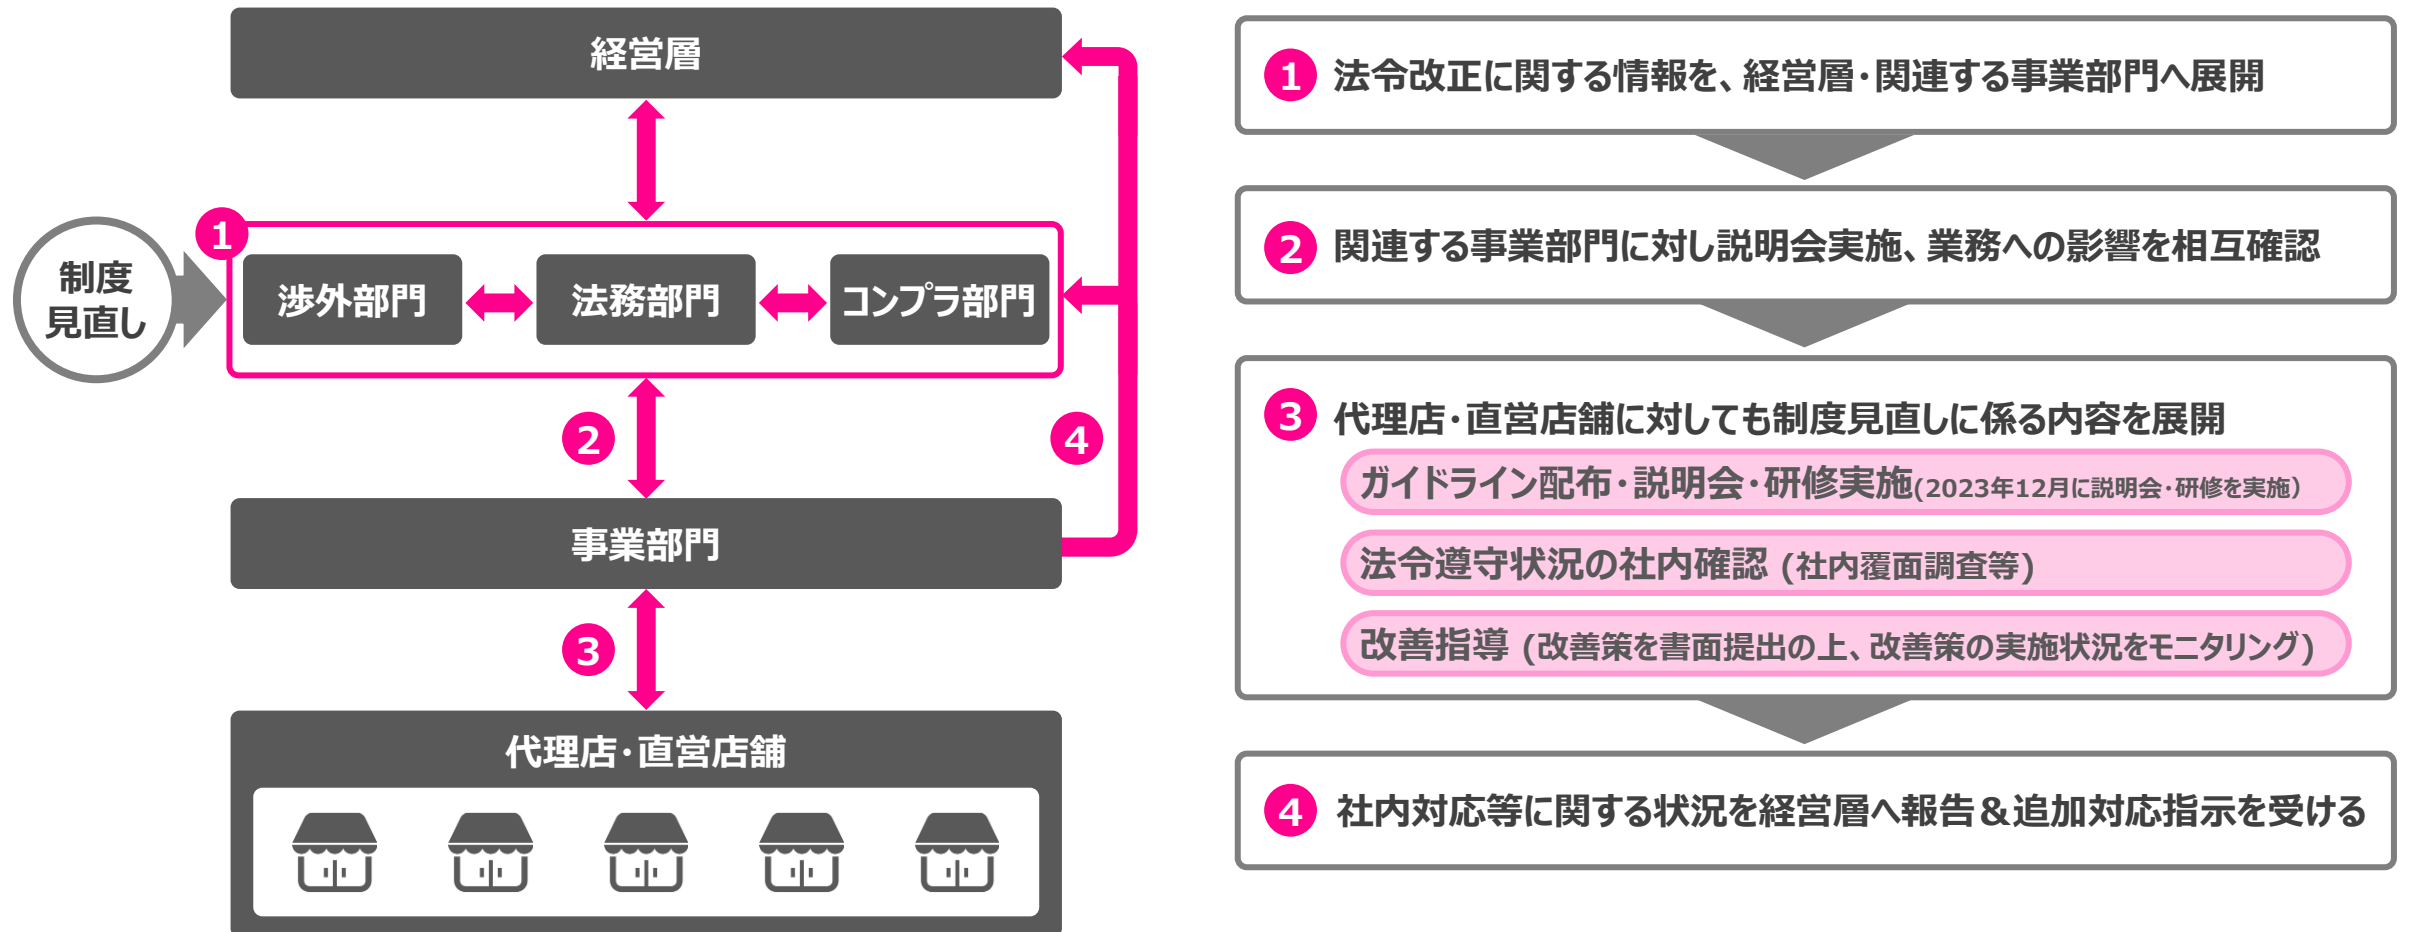 経営層
1
制度
見直し
渉外部門
法務部門
コンプラ部門
2
4
事業部門
3
代理店・直営店舗
1 法令改正に関する情報を、経営層・関連する事業部門へ展開
2 関連する事業部門に対し説明会実施、業務への影響を相互確認
3 代理店・直営店舗に対しても制度見直しに係る内容を展開
ガイドライン配布・説明会・研修実施(2023年12月に説明会・研修を実施)
法令遵守状況の社内確認 (社内覆面調査等)
改善指導 (改善策を書面提出の上、改善策の実施状況をモニタリング)
4 社内対応等に関する状況を経営層へ報告&追加対応指示を受ける